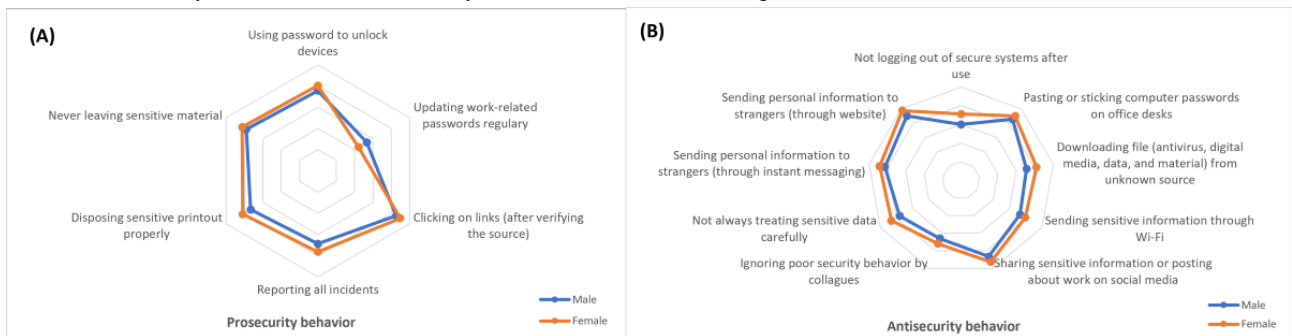 (A)
Using password to unlock
devices
Never leaving sensitive material
Updating work-related
passwords regulary
Disposing sensitive printout
properly
Clicking on links (after verifying
the source)
Reporting all incidents
Male
Female
Prosecurity behavior
(B)
Not logging out of secure systems after
use
Sending personal information to
strangers (through website)
Pasting or sticking computer passwords
on office desks
Sending personal information to
strangers (through instant messaging)
Downloading file (antivirus, digital
media, data, and material) from
unknown source
Not always treating sensitive data
carefully
Sending sensitive information through
Wi-Fi
Ignoring poor security behavior by
collagues
Sharing sensitive information or posting
about work on social media
Male
Female
Antisecurity behavior